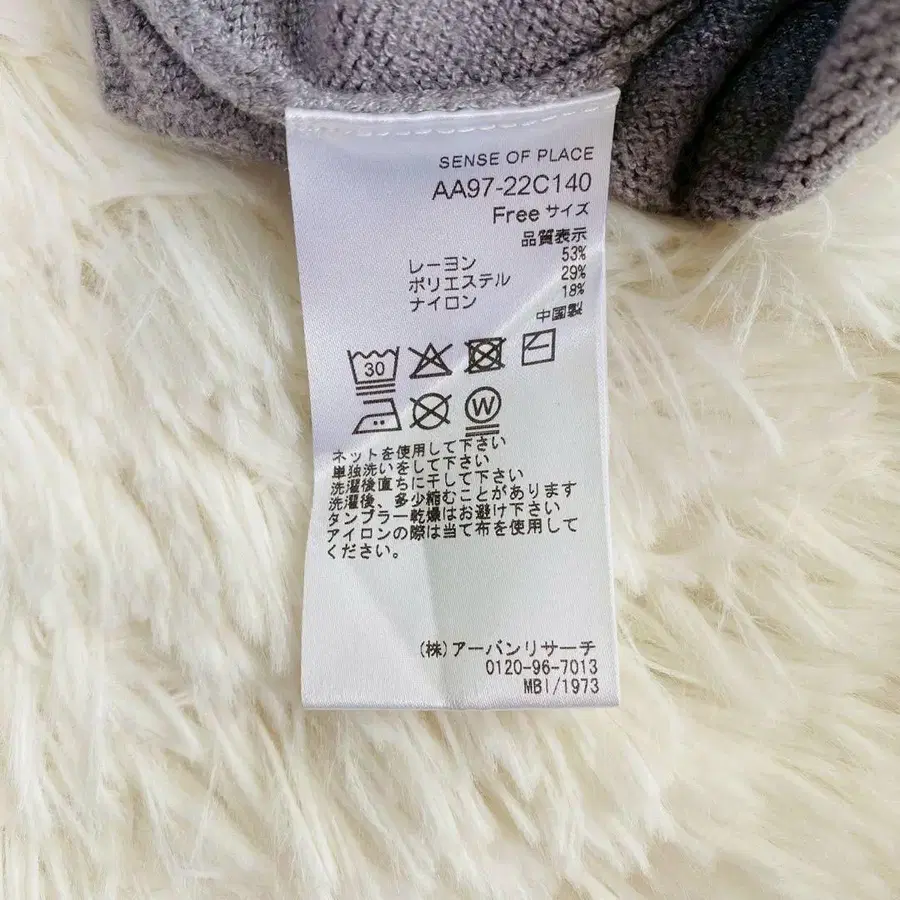 SENSE OF PLACE
AA97-22C140
Free サイズ
品質表示
レーヨン 53%
ポリエステル 29%
ナイロン 18%
中国製
30
W
ネットを使用して下さい
単独洗いをして下さい
洗濯後直ちに干して下さい
洗濯後、多少縮むことがあります
タンブラー乾燥はお避け下さい
アイロンの際は当て布を使用して
ください。
(株)アーバンリサーチ
0120-96-7013
MBI/1973